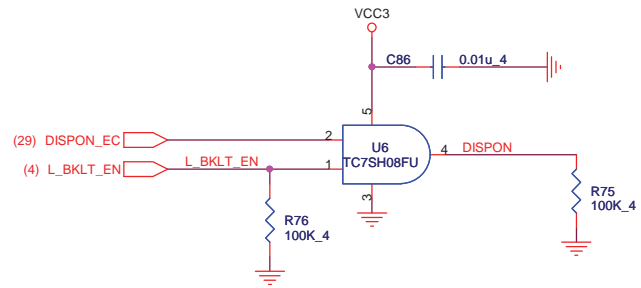 VCC3
C86 0.01u_4
5
(29) DISPON_EC 2
U6
4 DISPON
(4) L_BKLT_EN L_BKLT_EN 1 TC7SH08FU
3
R76
100K_4
R75
100K_4